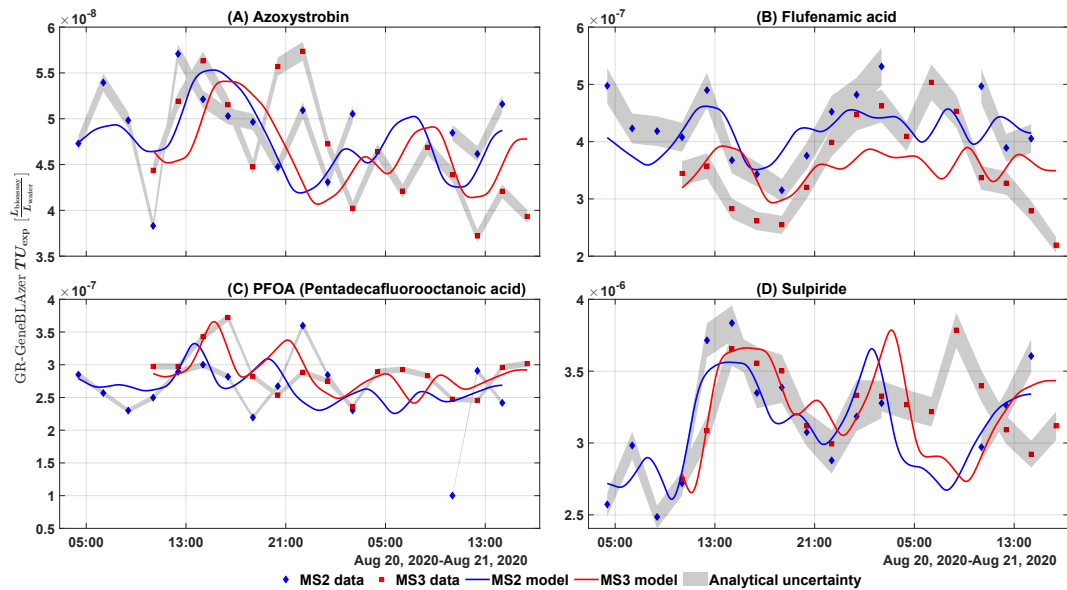 (A) Azoxystrobin
(B) Flufenamic acid
×10⁻⁸
×10⁻⁷
6
5.5
5
4.5
4
3.5
6
5
4
3
2
(C) PFOA (Pentadecafluorooctanoic acid)
(D) Sulpiride
×10⁻⁷
×10⁻⁶
4
3.5
3
2.5
2
1.5
1
0.5
4
3.5
3
2.5
GR-GeneBLAzer TU_exp [L_bioassay/L_water]
05:00 13:00 21:00 05:00 13:00
05:00 13:00 21:00 05:00 13:00
Aug 20, 2020-Aug 21, 2020
Aug 20, 2020-Aug 21, 2020
MS2 data MS3 data MS2 model MS3 model Analytical uncertainty